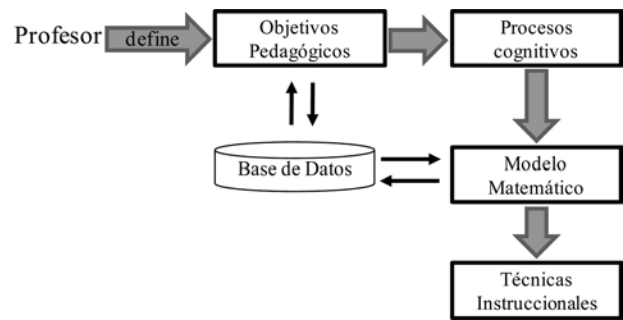 Profesor
define
Objetivos
Pedagógicos
Procesos
cognitivos
Base de Datos
Modelo
Matemático
Técnicas
Instruccionales